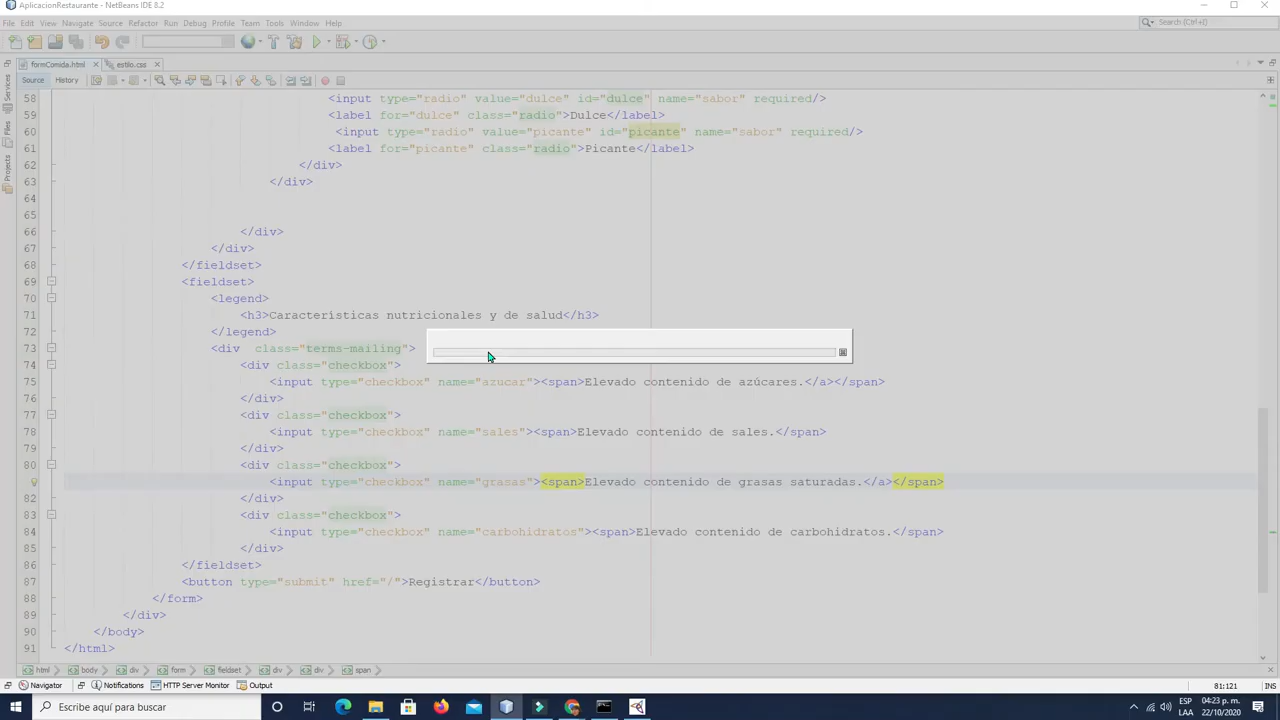 AplicacionRestaurante - NetBeans IDE 8.2
File Edit View Navigate Source Refactor Run Debug Profile Team Tools Window Help
Search (Ctrl+I)
formComida.html estilo.css
Source History
Services
Files
Projects
58 <input type="radio" value="dulce" id="dulce" name="sabor" required/>
59 <label for="dulce" class="radio">Dulce</label>
60 <input type="radio" value="picante" id="picante" name="sabor" required/>
61 <label for="picante" class="radio">Picante</label>
62 </div>
63 </div>
64
65
66 </div>
67 </div>
68 </fieldset>
69 <fieldset>
70 <legend>
71 <h3>Caracteristicas nutricionales y de salud</h3>
72 </legend>
73 <div class="terms-mailing">
74 <div class="checkbox">
75 <input type="checkbox" name="azucar"><span>Elevado contenido de azúcares.</a></span>
76 </div>
77 <div class="checkbox">
78 <input type="checkbox" name="sales"><span>Elevado contenido de sales.</span>
79 </div>
80 <div class="checkbox">
<input type="checkbox" name="grasas"><span>Elevado contenido de grasas saturadas.</a></span>
82 </div>
83 <div class="checkbox">
84 <input type="checkbox" name="carbohidratos"><span>Elevado contenido de carbohidratos.</span>
85 </div>
86 </fieldset>
87 <button type="submit" href="/">Registrar</button>
88 </form>
89 </div>
90 </body>
91 </html>
html body div form fieldset div div span
Navigator Notifications HTTP Server Monitor Output
81:121 INS
Escribe aquí para buscar
ESP 04:23 p. m.
LAA 22/10/2020